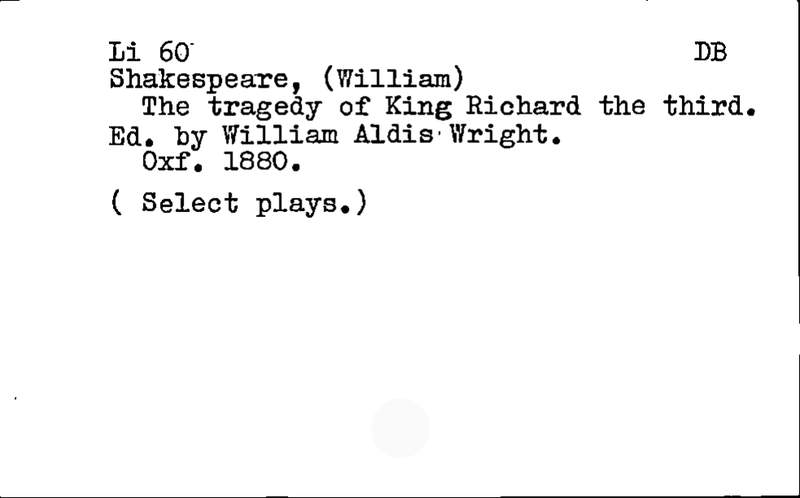 Li 60 DB
Shakespeare, (William)
The tragedy of King Richard the third.
Ed. by William Aldis Wright.
Oxf. 1880.
( Select plays.)